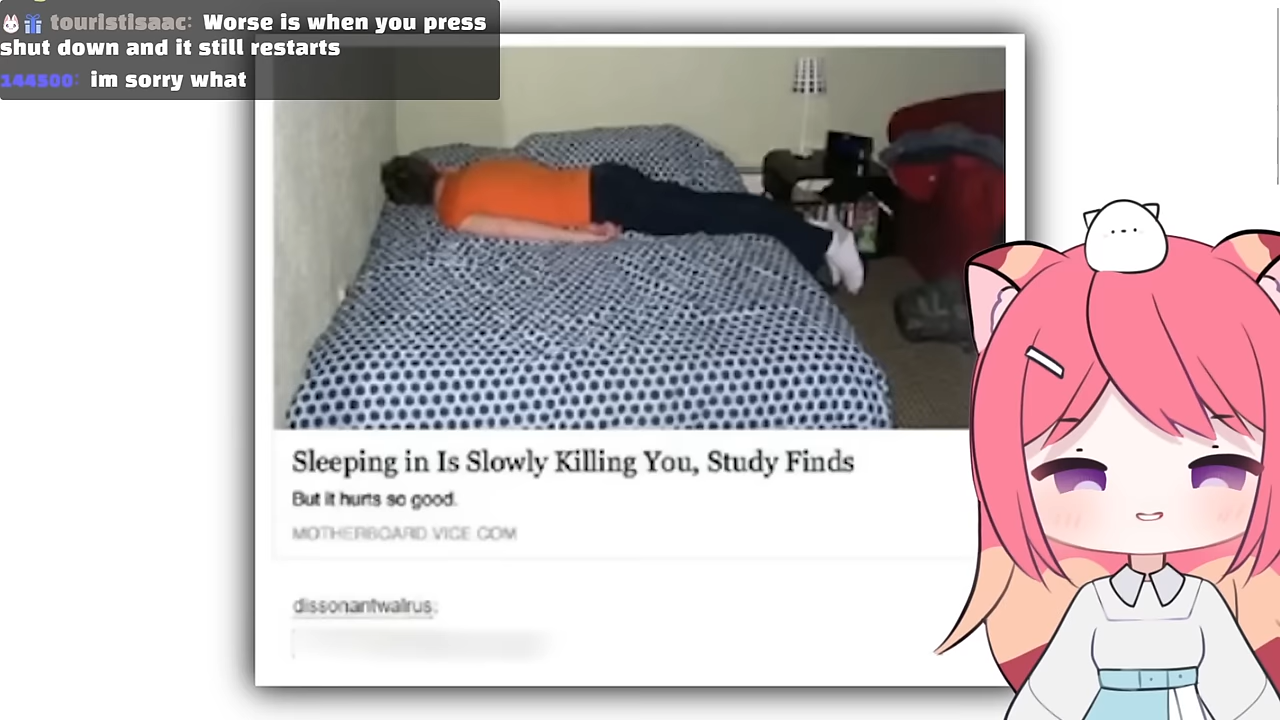 touristisaac: Worse is when you press
shut down and it still restarts
144500: im sorry what
Sleeping in Is Slowly Killing You, Study Finds
But it hurts so good.
MOTHERBOARD.VICE.COM
dissonantwalrus: